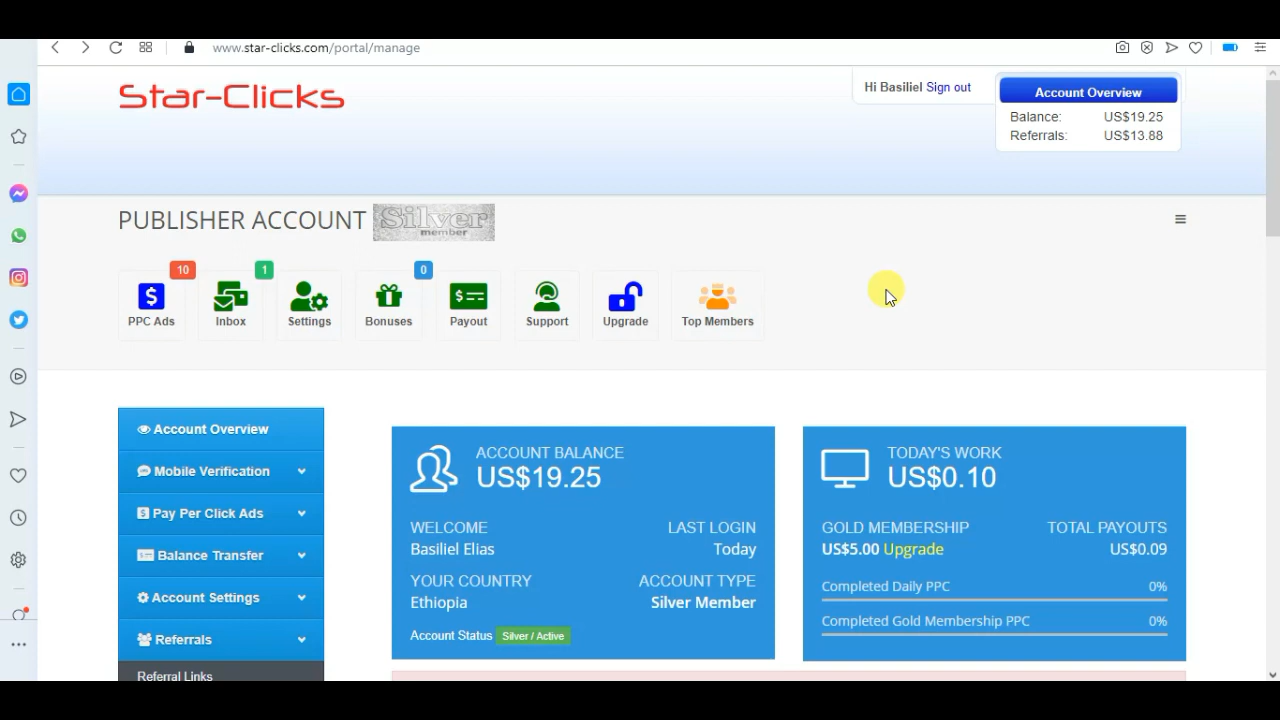 www.star-clicks.com/portal/manage
Star-Clicks
Hi Basiliel Sign out
Account Overview
Balance: US$19.25
Referrals: US$13.88
PUBLISHER ACCOUNT Silver member
10
1
0
PPC Ads
Inbox
Settings
Bonuses
Payout
Support
Upgrade
Top Members
Account Overview
Mobile Verification
Pay Per Click Ads
Balance Transfer
Account Settings
Referrals
Referral Links
ACCOUNT BALANCE
US$19.25
WELCOME LAST LOGIN
Basiliel Elias Today
YOUR COUNTRY ACCOUNT TYPE
Ethiopia Silver Member
Account Status Silver / Active
TODAY'S WORK
US$0.10
GOLD MEMBERSHIP TOTAL PAYOUTS
US$5.00 Upgrade US$0.09
Completed Daily PPC 0%
Completed Gold Membership PPC 0%